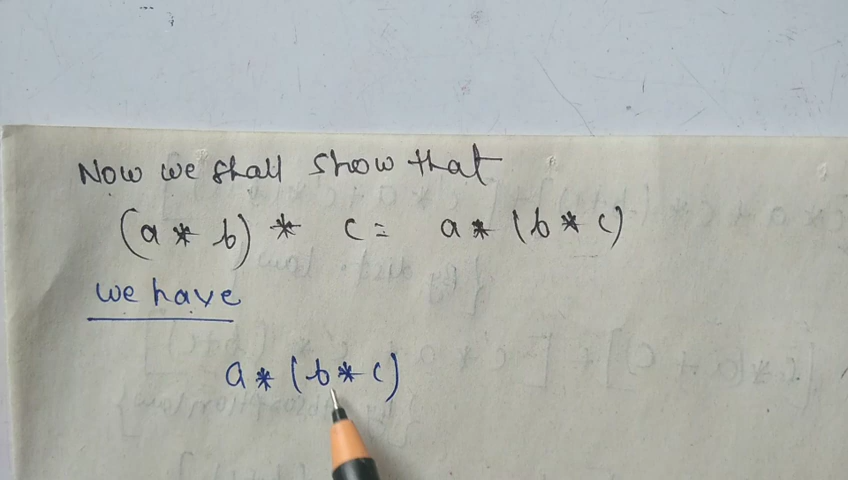 Now we shall show that
(a * b) * c = a * (b * c)
we have
a * (b * c)